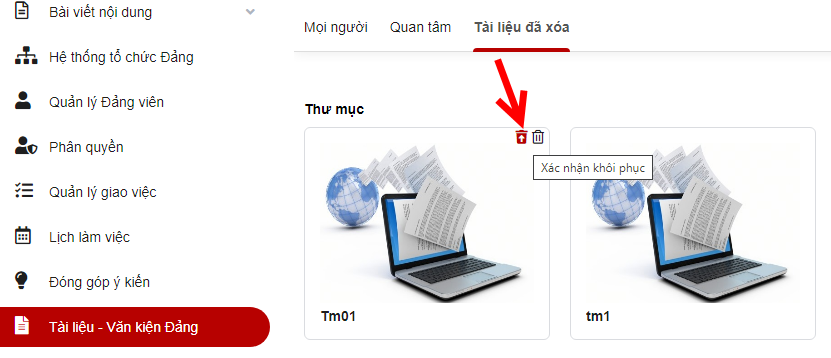 Bài viết nội dung
Hệ thống tổ chức Đảng
Quản lý Đảng viên
Phân quyền
Quản lý giao việc
Lịch làm việc
Đóng góp ý kiến
Tài liệu - Văn kiện Đảng
Mọi người Quan tâm Tài liệu đã xóa
Thư mục
Xác nhận khôi phục
Tm01 tm1